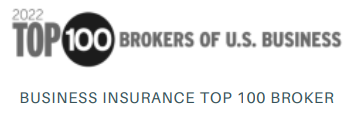 2022
TOP 100 BROKERS OF U.S. BUSINESS
BUSINESS INSURANCE TOP 100 BROKER